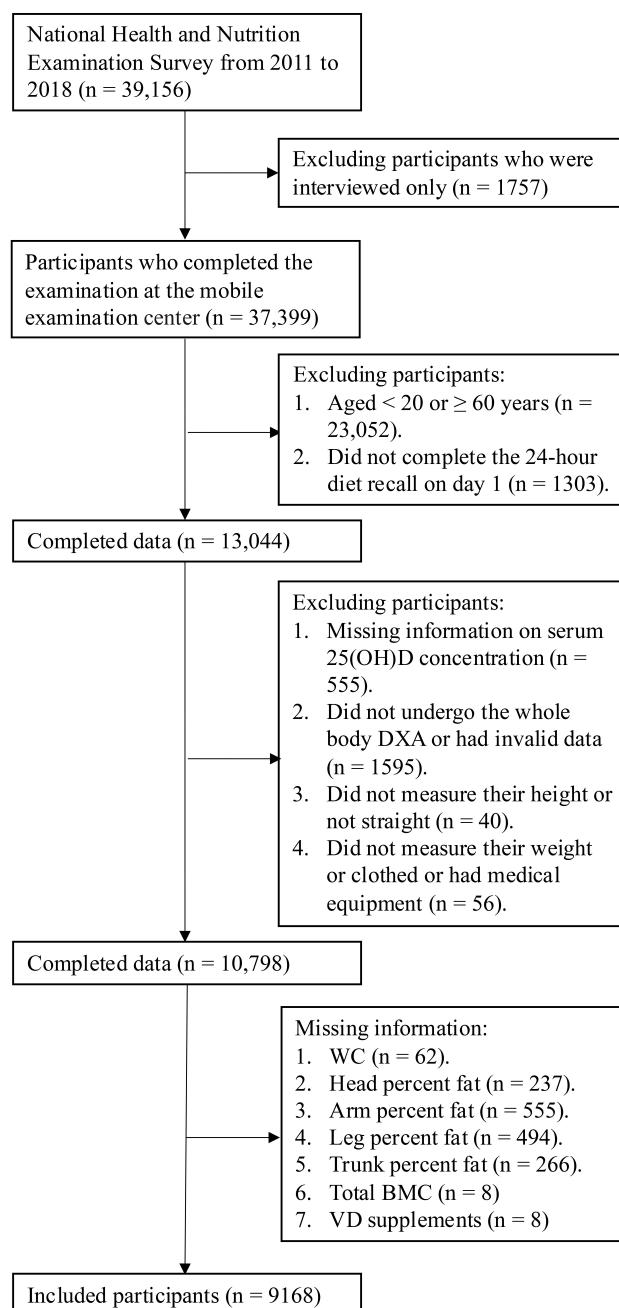 National Health and Nutrition
Examination Survey from 2011 to
2018 (n = 39,156)
Excluding participants who were
interviewed only (n = 1757)
Participants who completed the
examination at the mobile
examination center (n = 37,399)
Excluding participants:
1. Aged < 20 or ≥ 60 years (n =
23,052).
2. Did not complete the 24-hour
diet recall on day 1 (n = 1303).
Completed data (n = 13,044)
Excluding participants:
1. Missing information on serum
25(OH)D concentration (n =
555).
2. Did not undergo the whole
body DXA or had invalid data
(n = 1595).
3. Did not measure their height or
not straight (n = 40).
4. Did not measure their weight
or clothed or had medical
equipment (n = 56).
Completed data (n = 10,798)
Missing information:
1. WC (n = 62).
2. Head percent fat (n = 237).
3. Arm percent fat (n = 555).
4. Leg percent fat (n = 494).
5. Trunk percent fat (n = 266).
6. Total BMC (n = 8)
7. VD supplements (n = 8)
Included participants (n = 9168)